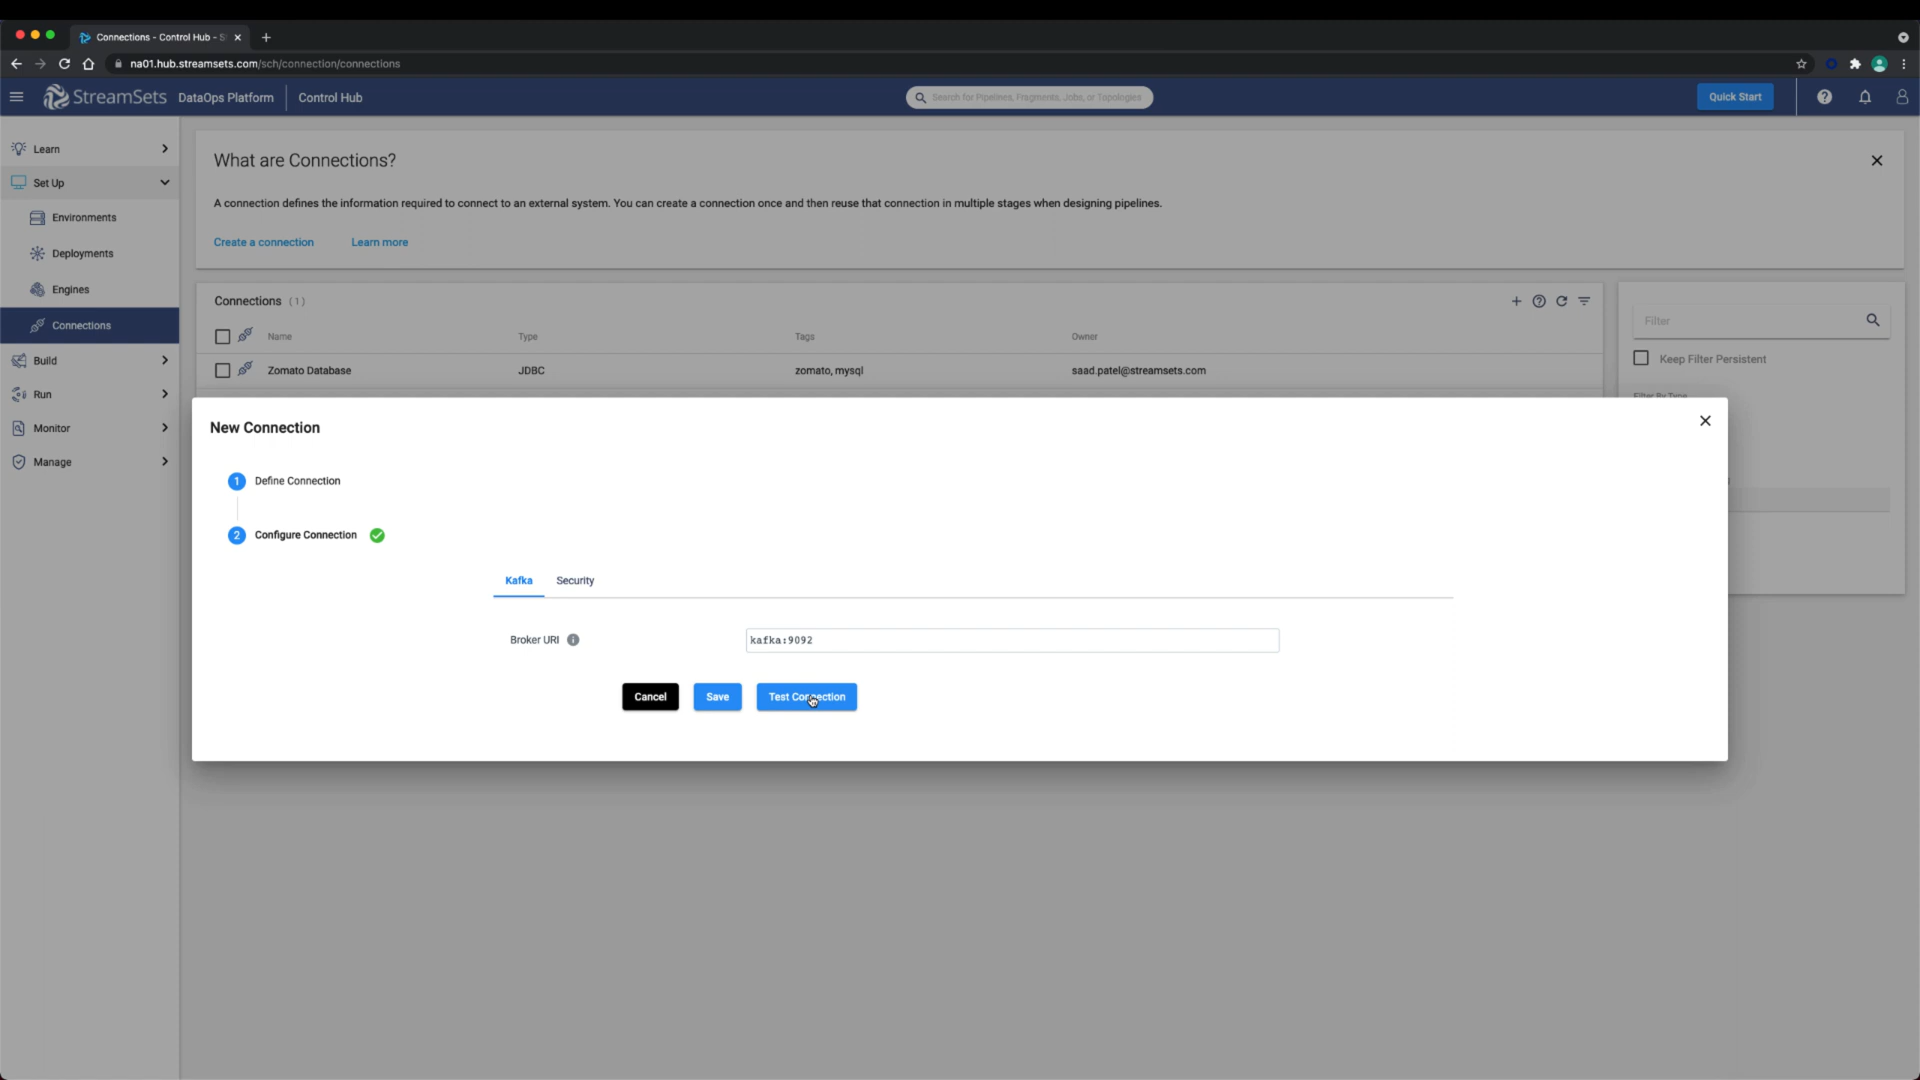 Connections - Control Hub - S
na01.hub.streamsets.com/sch/connection/connections
StreamSets DataOps Platform Control Hub
Search for Pipelines, Fragments, Jobs, or Topologies
Quick Start
Learn
Set Up
Environments
Deployments
Engines
Connections
Build
Run
Monitor
Manage
What are Connections?
A connection defines the information required to connect to an external system. You can create a connection once and then reuse that connection in multiple stages when designing pipelines.
Create a connection Learn more
Connections (1)
Name Type Tags Owner
Zomato Database JDBC zomato, mysql saad.patel@streamsets.com
Filter
Keep Filter Persistent
Filter By Type
New Connection
1 Define Connection
2 Configure Connection
Kafka Security
Broker URI kafka:9092
Cancel Save Test Connection